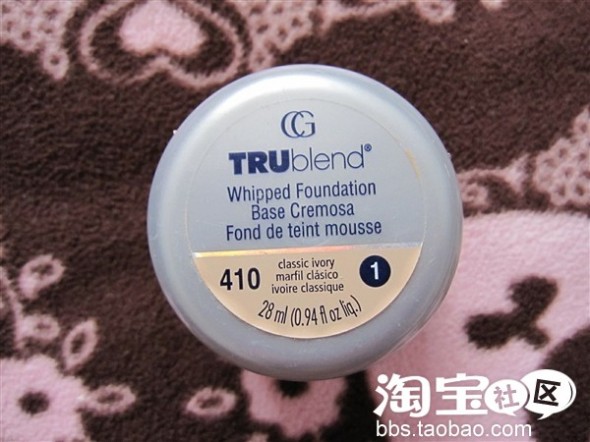 CG
TRUblend®
Whipped Foundation
Base Cremosa
Fond de teint mousse
410
classic ivory
marfil clásico
ivoire classique
1
28 ml (0.94 fl oz liq.)
淘宝社区
bbs.taobao.com